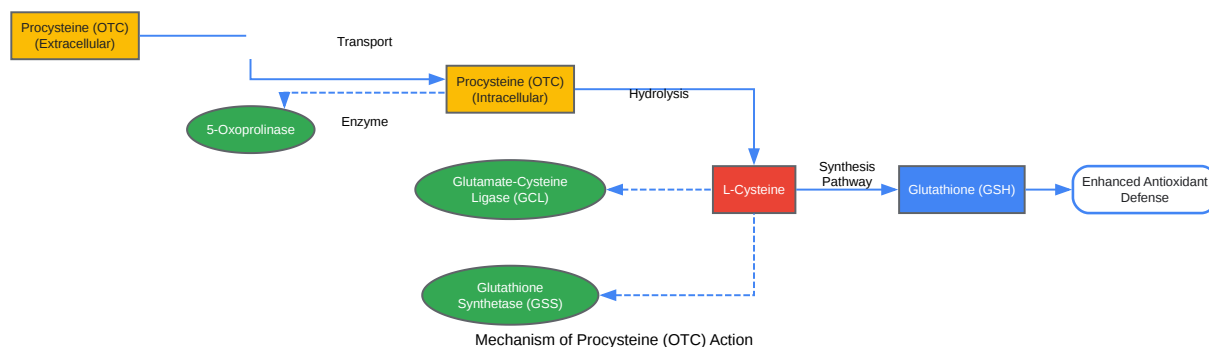 Procysteine (OTC)
(Extracellular)
Transport
Procysteine (OTC)
(Intracellular)
Hydrolysis
Enzyme
5-Oxoprolinase
Glutamate-Cysteine
Ligase (GCL)
L-Cysteine
Synthesis
Pathway
Glutathione (GSH)
Enhanced Antioxidant
Defense
Glutathione
Synthetase (GSS)
Mechanism of Procysteine (OTC) Action